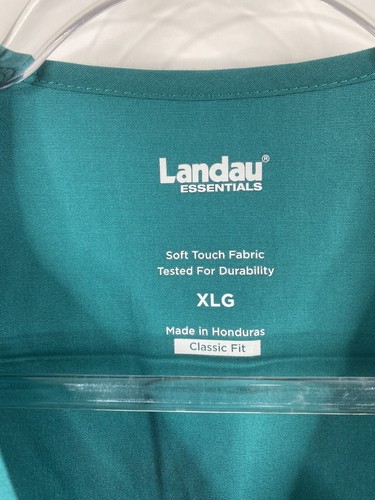 Landau®
ESSENTIALS
Soft Touch Fabric
Tested For Durability
XLG
Made in Honduras
Classic Fit